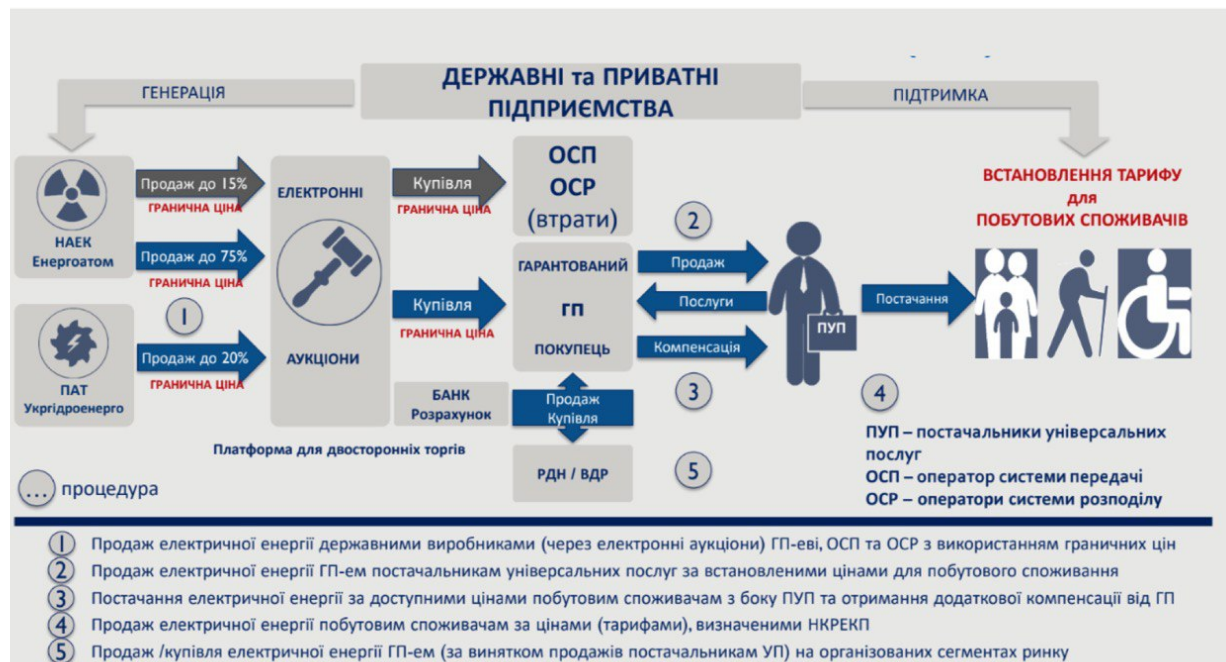 ДЕРЖАВНІ та ПРИВАТНІ
ПІДПРИЄМСТВА
ГЕНЕРАЦІЯ
ПІДТРИМКА
НАЕК
Енергоатом
Продаж до 15%
ГРАНИЧНА ЦІНА
Продаж до 75%
ГРАНИЧНА ЦІНА
1
ПАТ
Укргідроенерго
Продаж до 20%
ГРАНИЧНА ЦІНА
ЕЛЕКТРОННІ
АУКЦІОНИ
Купівля
ГРАНИЧНА ЦІНА
Купівля
ГРАНИЧНА ЦІНА
ОСП
ОСР
(втрати)
ГАРАНТОВАНИЙ
ГП
ПОКУПЕЦЬ
2
Продаж
Послуги
Компенсація
3
ПУП
Постачання
ВСТАНОВЛЕННЯ ТАРИФУ
для
ПОБУТОВИХ СПОЖИВАЧІВ
4
БАНК
Розрахунок
Продаж
Купівля
Платформа для двосторонніх торгів
РДН / ВДР
5
ПУП – постачальники універсальних
послуг
ОСП – оператор системи передачі
ОСР – оператори системи розподілу
... процедура
1 Продаж електричної енергії державними виробниками (через електронні аукціони) ГП-еві, ОСП та ОСР з використанням граничних цін
2 Продаж електричної енергії ГП-ем постачальникам універсальних послуг за встановленими цінами для побутового споживання
3 Постачання електричної енергії за доступними цінами побутовим споживачам з боку ПУП та отримання додаткової компенсації від ГП
4 Продаж електричної енергії побутовим споживачам за цінами (тарифами), визначеними НКРЕКП
5 Продаж /купівля електричної енергії ГП-ем (за винятком продажів постачальникам УП) на організованих сегментах ринку